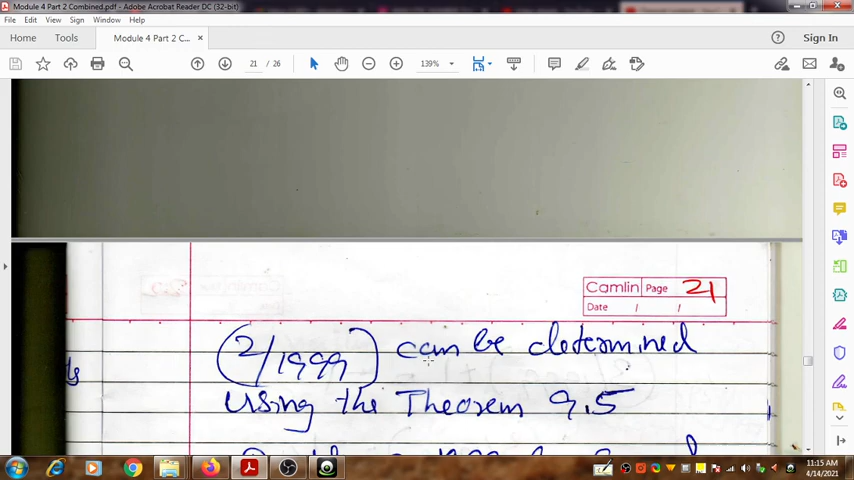 Module 4 Part 2 Combined.pdf - Adobe Acrobat Reader DC (32-bit)
File Edit View Sign Window Help
Home Tools Module 4 Part 2 C... × Sign In
21 / 26 139%
Camlin Page 21
Date / /
(2/1999) can be determined
Using the Theorem 9.5
11:15 AM
4/14/2021